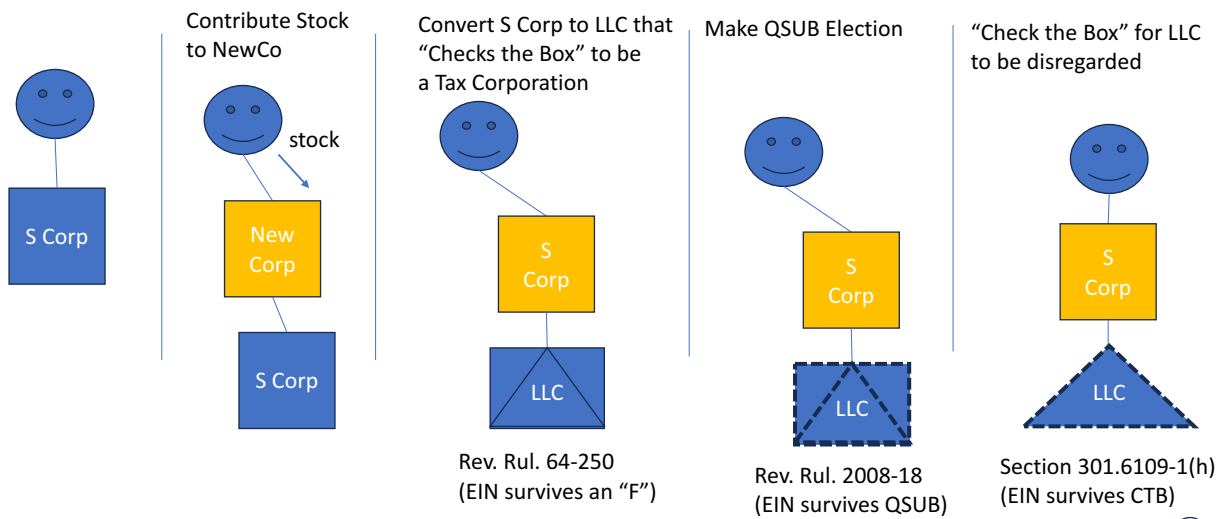 S Corp
Contribute Stock
to NewCo
stock
New
Corp
S Corp
Convert S Corp to LLC that
“Checks the Box” to be
a Tax Corporation
S
Corp
LLC
Rev. Rul. 64-250
(EIN survives an “F”)
Make QSUB Election
S
Corp
LLC
Rev. Rul. 2008-18
(EIN survives QSUB)
“Check the Box” for LLC
to be disregarded
S
Corp
LLC
Section 301.6109-1(h)
(EIN survives CTB)